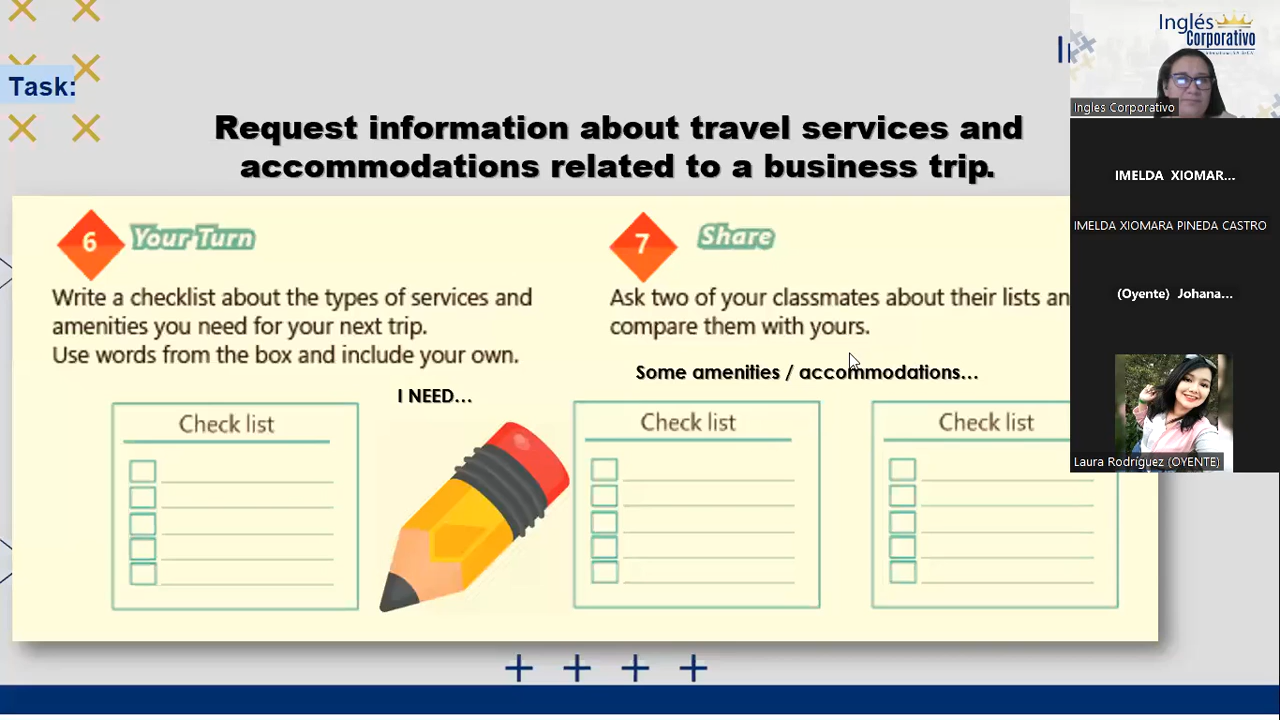 Task:
Request information about travel services and
accommodations related to a business trip.
6 Your Turn
Write a checklist about the types of services and
amenities you need for your next trip.
Use words from the box and include your own.
I NEED...
Check list
7 Share
Ask two of your classmates about their lists an
compare them with yours.
Some amenities / accommodations...
Check list
Check list
Inglés
Corporativo
Ingles Corporativo
IMELDA XIOMAR...
IMELDA XIOMARA PINEDA CASTRO
(Oyente) Johana...
Laura Rodríguez (OYENTE)